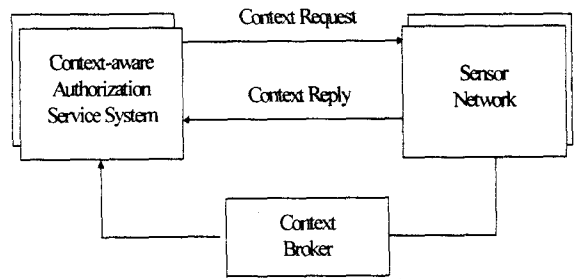 Context Request
Context-aware
Authorization
Service System
Sensor
Network
Context Reply
Context
Broker